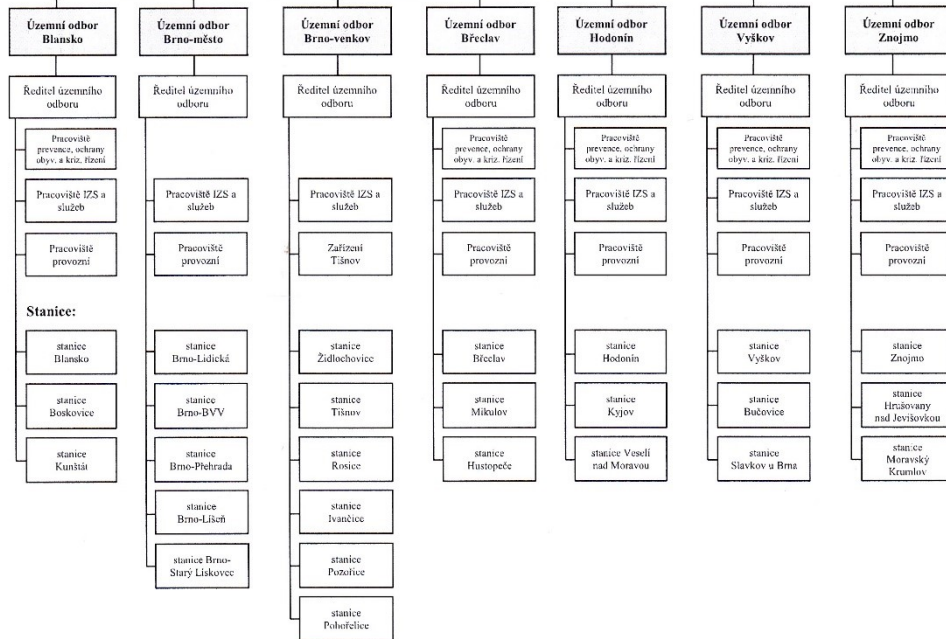 Územní odbor
Blansko
Ředitel územního
odboru
Pracoviště
prevence, ochrany
obyv. a kriz. řízení
Pracoviště IZS a
služeb
Pracoviště
provozní
Stanice:
stanice
Blansko
stanice
Boskovice
stanice
Kunštát
Územní odbor
Brno-město
Ředitel územního
odboru
Pracoviště IZS a
služeb
Pracoviště
provozní
stanice
Brno-Lidická
stanice
Brno-BVV
stanice
Brno-Přehrada
stanice
Brno-Líšeň
stanice Brno-
Starý Lískovec
Územní odbor
Brno-venkov
Ředitel územního
odboru
Pracoviště IZS a
služeb
Zařízení
Tišnov
stanice
Židlochovice
stanice
Tišnov
stanice
Rosice
stanice
Ivančice
stanice
Pozořice
stanice
Pohořelice
Územní odbor
Břeclav
Ředitel územního
odboru
Pracoviště
prevence, ochrany
obyv. a kriz. řízení
Pracoviště IZS a
služeb
Pracoviště
provozní
stanice
Břeclav
stanice
Mikulov
stanice
Hustopeče
Územní odbor
Hodonín
Ředitel územního
odboru
Pracoviště
prevence, ochrany
obyv. a kriz. řízení
Pracoviště IZS a
služeb
Pracoviště
provozní
stanice
Hodonín
stanice
Kyjov
stanice Veselí
nad Moravou
Územní odbor
Vyškov
Ředitel územního
odboru
Pracoviště
prevence, ochrany
obyv. a kriz. řízení
Pracoviště IZS a
služeb
Pracoviště
provozní
stanice
Vyškov
stanice
Bučovice
stanice
Slavkov u Brna
Územní odbor
Znojmo
Ředitel územního
odboru
Pracoviště
prevence, ochrany
obyv. a kriz. řízení
Pracoviště IZS a
služeb
Pracoviště
provozní
stanice
Znojmo
stanice
Hrušovany
nad Jevišovkou
stanice
Moravský
Krumlov